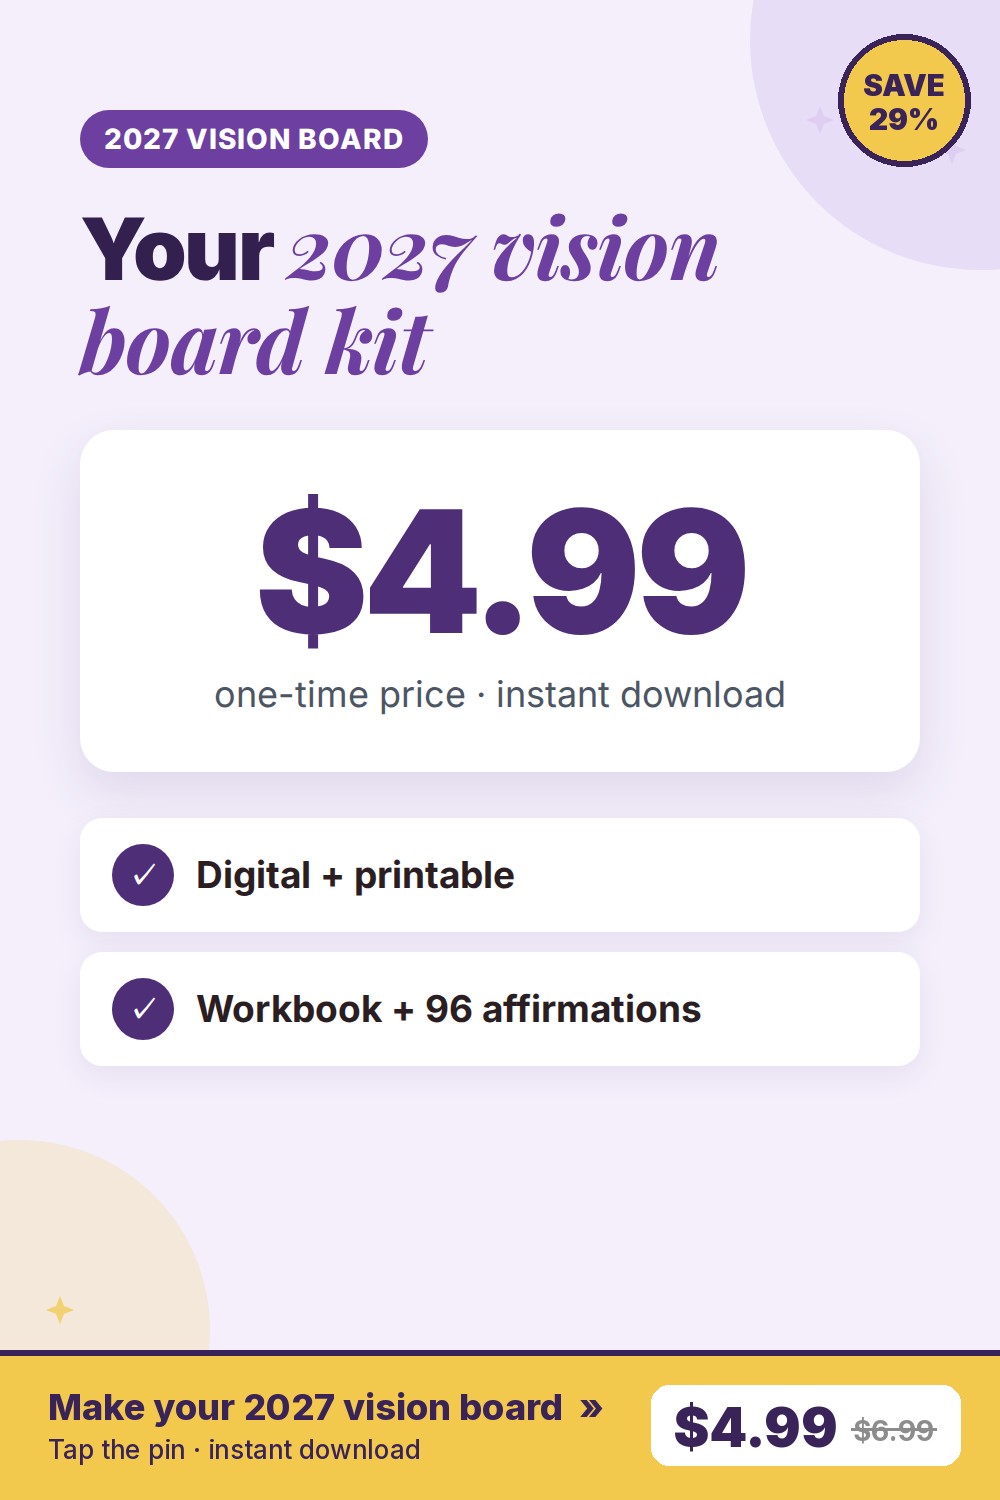 SAVE
29%
2027 VISION BOARD
Your 2027 vision
board kit
$4.99
one-time price · instant download
✓ Digital + printable
✓ Workbook + 96 affirmations
Make your 2027 vision board »
Tap the pin · instant download
$4.99 $6.99